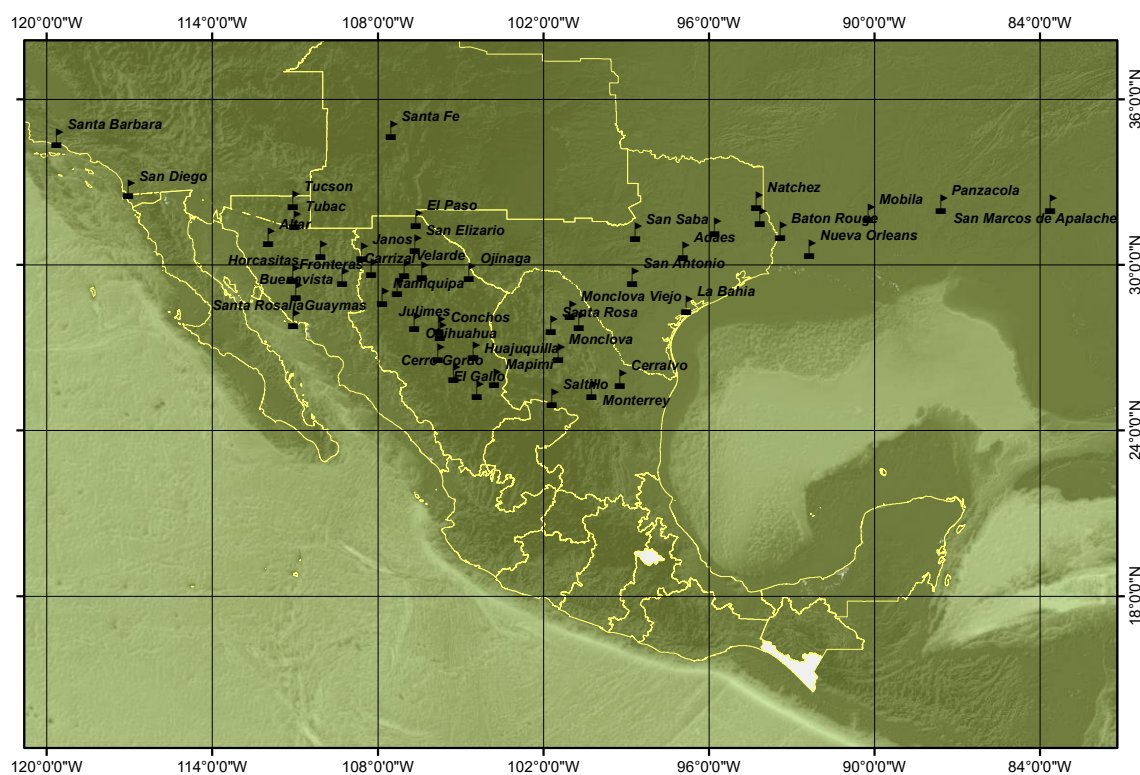 120°0'0"W 114°0'0"W 108°0'0"W 102°0'0"W 96°0'0"W 90°0'0"W 84°0'0"W
36°0'0"N
Santa Fe
Santa Barbara
San Diego
Tucson
Natchez
Panzacola
Mobila
Tubac
El Paso
San Saba
Baton Rouge
San Marcos de Apalache
Altar
San Elizario
Adaes
Nueva Orleans
Janos
30°0'0"N
Horcasitas
Fronteras
Carrizal
Velarde
Ojinaga
San Antonio
Buenavista
Namiquipa
La Bahia
Monclova Viejo
Santa Rosalia
Guaymas
Julimes
Conchos
Santa Rosa
Chihuahua
Monclova
Huajuquilla
Cerro Gordo
Mapimi
Cerralvo
El Gallo
Saltillo
Monterrey
24°0'0"N
18°0'0"N
120°0'0"W 114°0'0"W 108°0'0"W 102°0'0"W 96°0'0"W 90°0'0"W 84°0'0"W